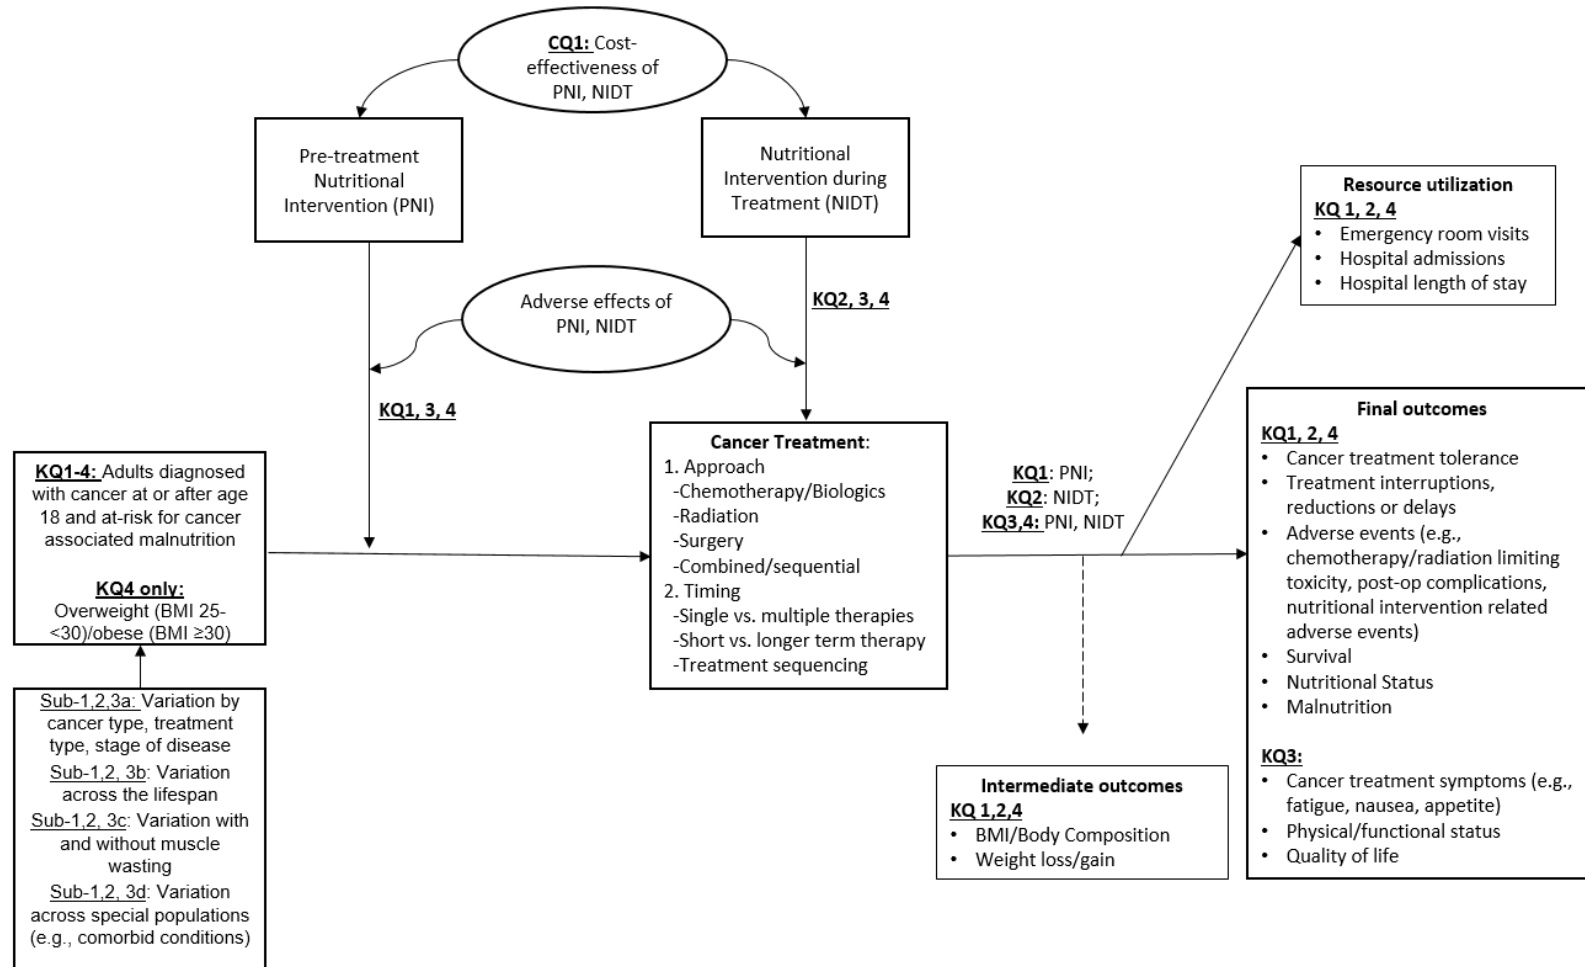 CQ1: Cost-
effectiveness of
PNI, NIDT
Pre-treatment
Nutritional
Intervention (PNI)
Nutritional
Intervention during
Treatment (NIDT)
Adverse effects of
PNI, NIDT
KQ2, 3, 4
KQ1, 3, 4
KQ1-4: Adults diagnosed
with cancer at or after age
18 and at-risk for cancer
associated malnutrition
KQ4 only:
Overweight (BMI 25-
<30)/obese (BMI ≥30)
Sub-1,2,3a: Variation by
cancer type, treatment
type, stage of disease
Sub-1,2, 3b: Variation
across the lifespan
Sub-1,2, 3c: Variation with
and without muscle
wasting
Sub-1,2, 3d: Variation
across special populations
(e.g., comorbid conditions)
Cancer Treatment:
1. Approach
-Chemotherapy/Biologics
-Radiation
-Surgery
-Combined/sequential
2. Timing
-Single vs. multiple therapies
-Short vs. longer term therapy
-Treatment sequencing
KQ1: PNI;
KQ2: NIDT;
KQ3,4: PNI, NIDT
Resource utilization
KQ 1, 2, 4
• Emergency room visits
• Hospital admissions
• Hospital length of stay
Intermediate outcomes
KQ 1,2,4
• BMI/Body Composition
• Weight loss/gain
Final outcomes
KQ1, 2, 4
• Cancer treatment tolerance
• Treatment interruptions,
reductions or delays
• Adverse events (e.g.,
chemotherapy/radiation limiting
toxicity, post-op complications,
nutritional intervention related
adverse events)
• Survival
• Nutritional Status
• Malnutrition
KQ3:
• Cancer treatment symptoms (e.g.,
fatigue, nausea, appetite)
• Physical/functional status
• Quality of life